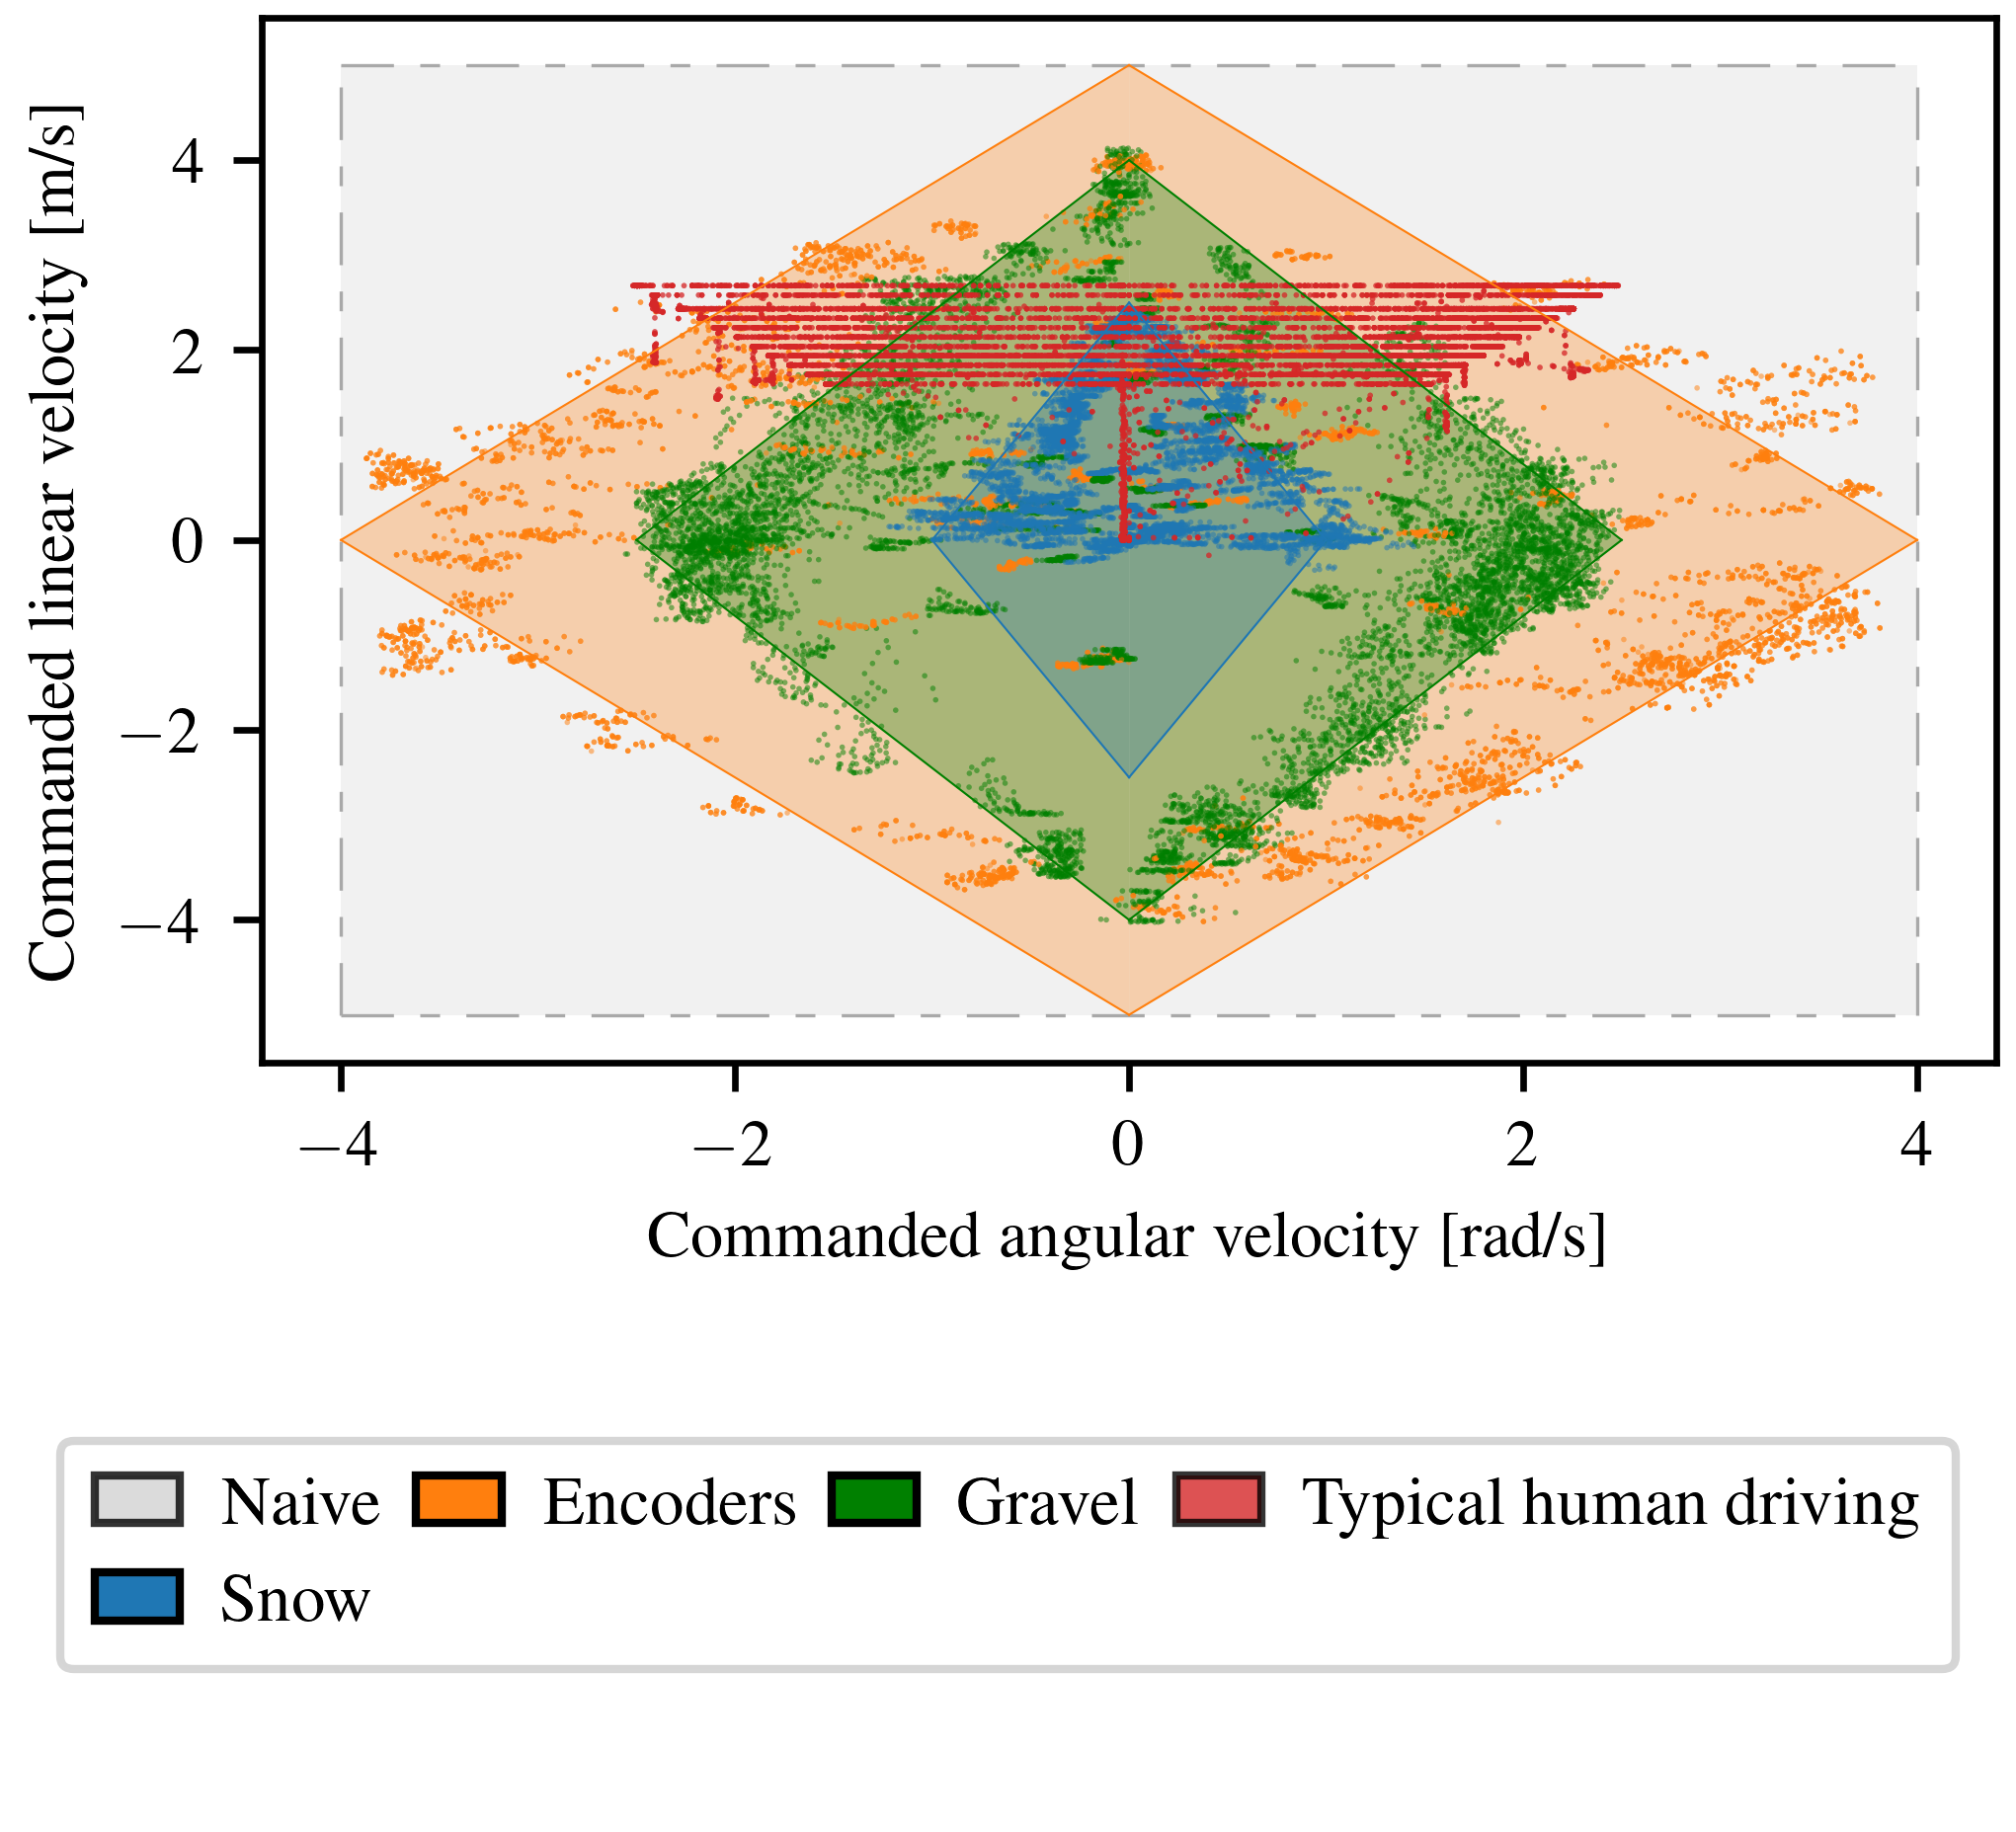 Commanded linear velocity [m/s]
4
2
0
−2
−4
−4 −2 0 2 4
Commanded angular velocity [rad/s]
Naive Encoders Gravel Typical human driving
Snow